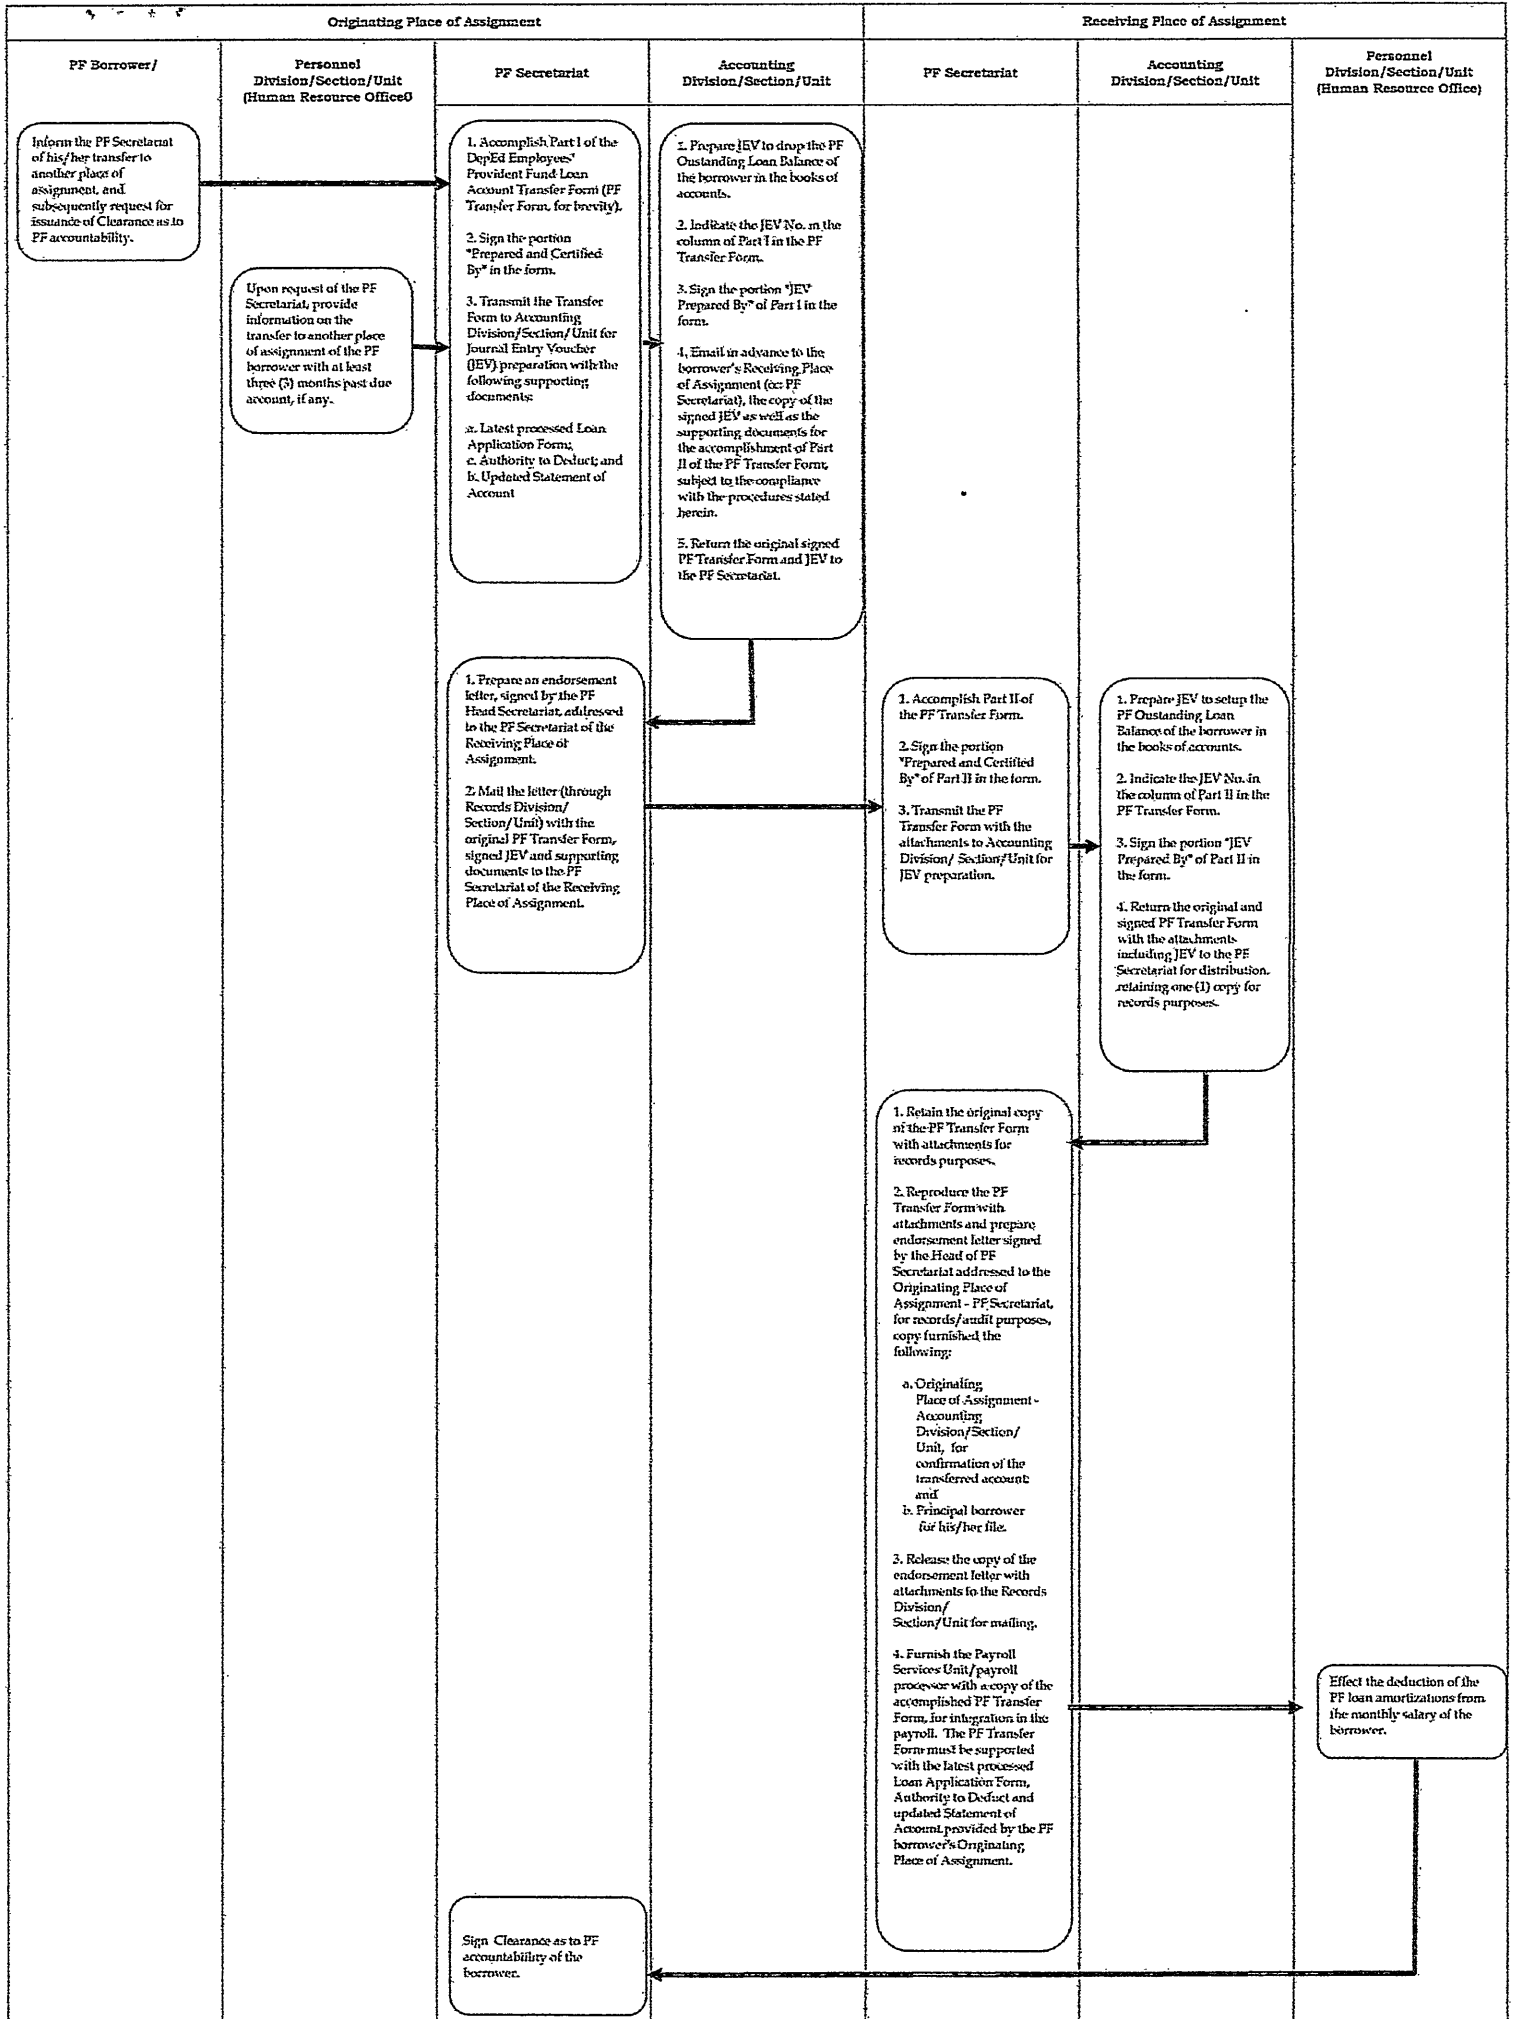 Originating Place of Assignment
Receiving Place of Assignment
PF Borrower/
Personnel
Division/Section/Unit
(Human Resource Office0
PF Secretariat
Accounting
Division/Section/Unit
PF Secretariat
Accounting
Division/Section/Unit
Personnel
Division/Section/Unit
(Human Resource Office)
Inform the PF Secretariat
of his/her transfer to
another place of
assignment, and
subsequently request for
issuance of Clearance as to
PF accountability.
Upon request of the PF
Secretariat, provide
information on the
transfer to another place
of assignment of the PF
borrower with at least
three (3) months past due
account, if any.
1. Accomplish Part I of the
DepEd Employees'
Provident Fund Loan
Account Transfer Form (PF
Transfer Form, for brevity).
2. Sign the portion
"Prepared and Certified
By" in the form.
3. Transmit the Transfer
Form to Accounting
Division/Section/Unit for
Journal Entry Voucher
(JEV) preparation with the
following supporting
documents:
a. Latest processed Loan
Application Form;
c. Authority to Deduct; and
b. Updated Statement of
Account
1. Prepare JEV to drop the PF
Oustanding Loan Balance of
the borrower in the books of
accounts.
2. Indicate the JEV No. in the
column of Part I in the PF
Transfer Form.
3. Sign the portion "JEV
Prepared By" of Part I in the
form.
4. Email in advance to the
borrower's Receiving Place
of Assignment (cc: PF
Secretariat), the copy of the
signed JEV as well as the
supporting documents for
the accomplishment of Part
II of the PF Transfer Form,
subject to the compliance
with the procedures stated
herein.
5. Return the original signed
PF Transfer Form and JEV to
the PF Secretariat.
1. Prepare an endorsement
letter, signed by the PF
Head Secretariat, addressed
to the PF Secretariat of the
Receiving Place of
Assignment.
2. Mail the letter (through
Records Division/
Section/Unit) with the
original PF Transfer Form,
signed JEV and supporting
documents to the PF
Secretariat of the Receiving
Place of Assignment.
1. Accomplish Part II of
the PF Transfer Form.
2. Sign the portion
"Prepared and Certified
By" of Part II in the form.
3. Transmit the PF
Transfer Form with the
attachments to Accounting
Division/ Section/Unit for
JEV preparation.
1. Prepare JEV to setup the
PF Oustanding Loan
Balance of the borrower in
the books of accounts.
2. Indicate the JEV No. in
the column of Part II in the
PF Transfer Form.
3. Sign the portion "JEV
Prepared By" of Part II in
the form.
4. Return the original and
signed PF Transfer Form
with the attachments
including JEV to the PF
Secretariat for distribution,
retaining one (1) copy for
records purposes.
1. Retain the original copy
of the PF Transfer Form
with attachments for
records purposes.
2. Reproduce the PF
Transfer Form with
attachments and prepare
endorsement letter signed
by the Head of PF
Secretariat addressed to the
Originating Place of
Assignment - PF Secretariat,
for records/audit purposes,
copy furnished the
following:
a. Originating
Place of Assignment -
Accounting
Division/Section/
Unit, for
confirmation of the
transferred account;
and
b. Principal borrower
for his/her file.
3. Release the copy of the
endorsement letter with
attachments to the Records
Division/
Section/Unit for mailing.
4. Furnish the Payroll
Services Unit/payroll
processor with a copy of the
accomplished PF Transfer
Form, for integration in the
payroll. The PF Transfer
Form must be supported
with the latest processed
Loan Application Form,
Authority to Deduct and
updated Statement of
Account provided by the PF
borrower's Originating
Place of Assignment.
Effect the deduction of the
PF loan amortizations from
the monthly salary of the
borrower.
Sign Clearance as to PF
accountability of the
borrower.